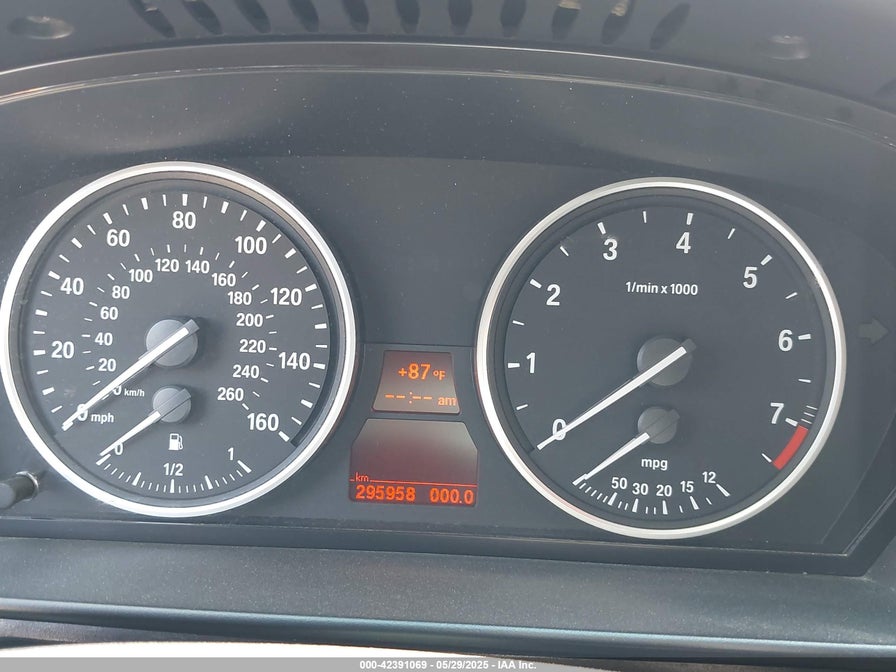 0 20 40 60 80 100 120 140 160 mph
0 20 40 60 80 100 120 140 160 180 200 220 240 260 km/h
0 1/2 1
+87 °F
--:-- am
km
295958 000.0
0 1 2 3 4 5 6 7
1/min x 1000
mpg
50 30 20 15 12
000-42391069 — 05/29/2025 — IAA Inc.